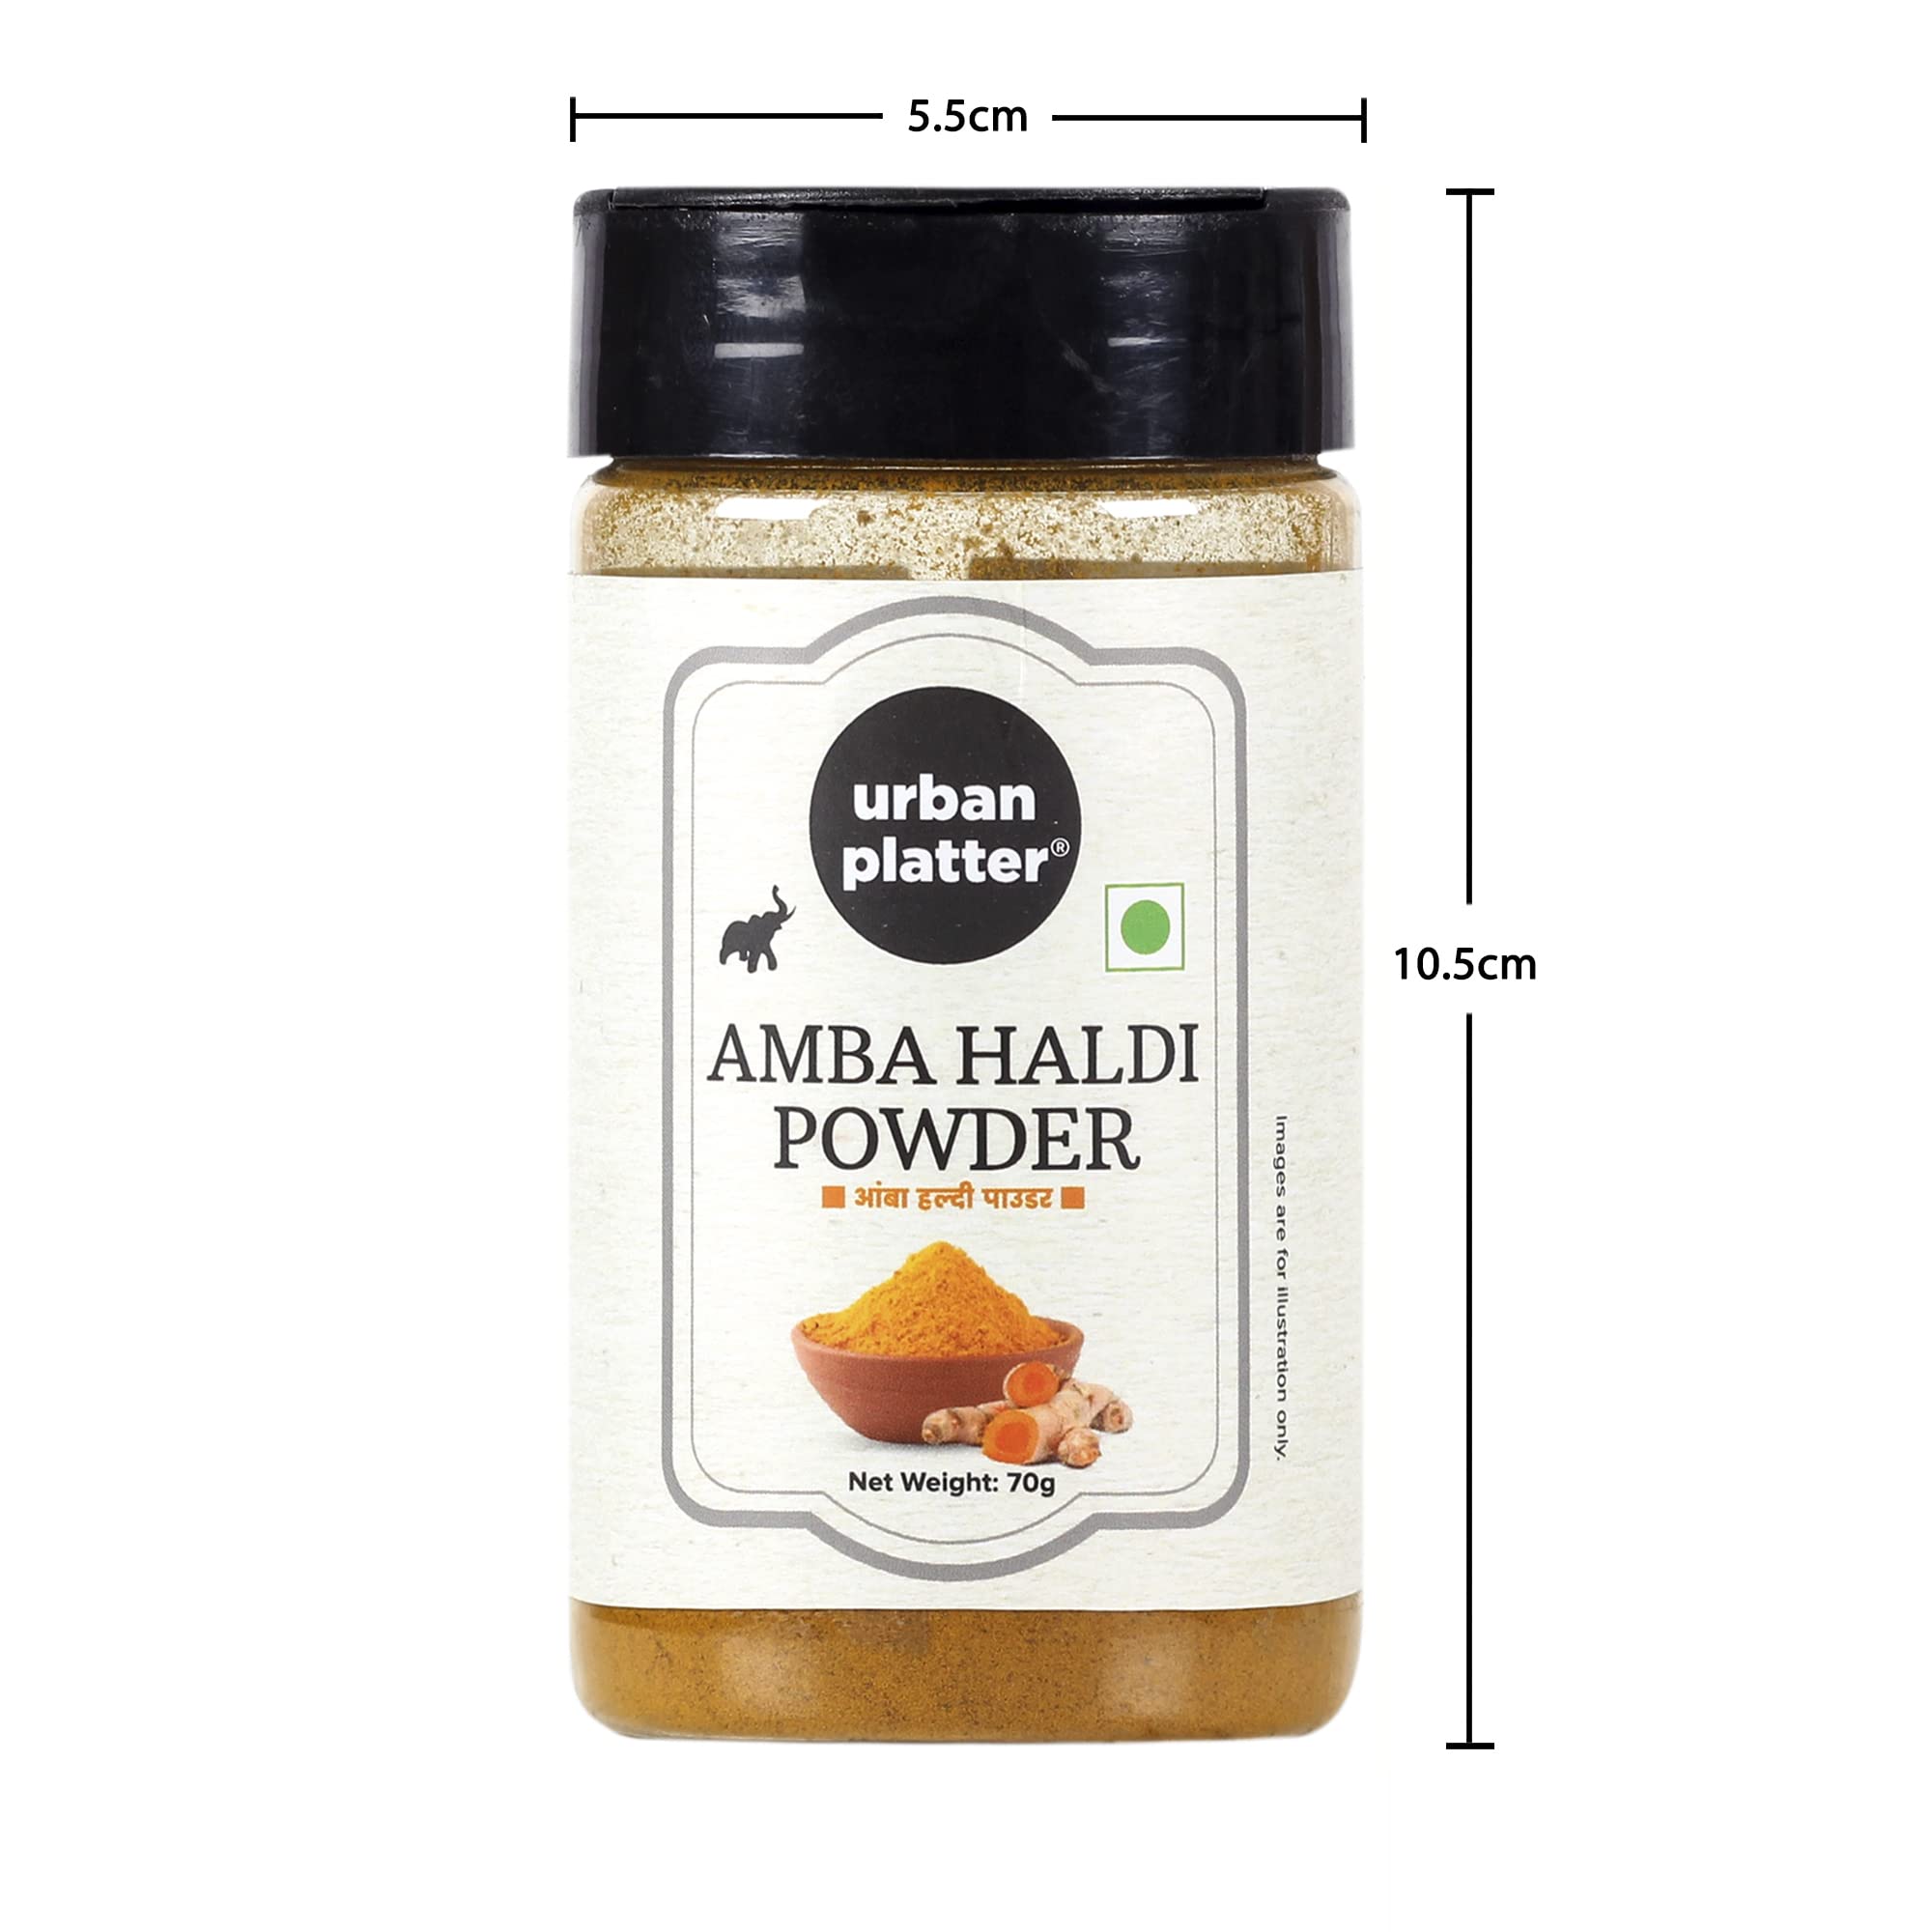 5.5cm
urban
platter®
AMBA HALDI
POWDER
आंबा हल्दी पाउडर
Net Weight: 70g
Images are for illustration only.
10.5cm